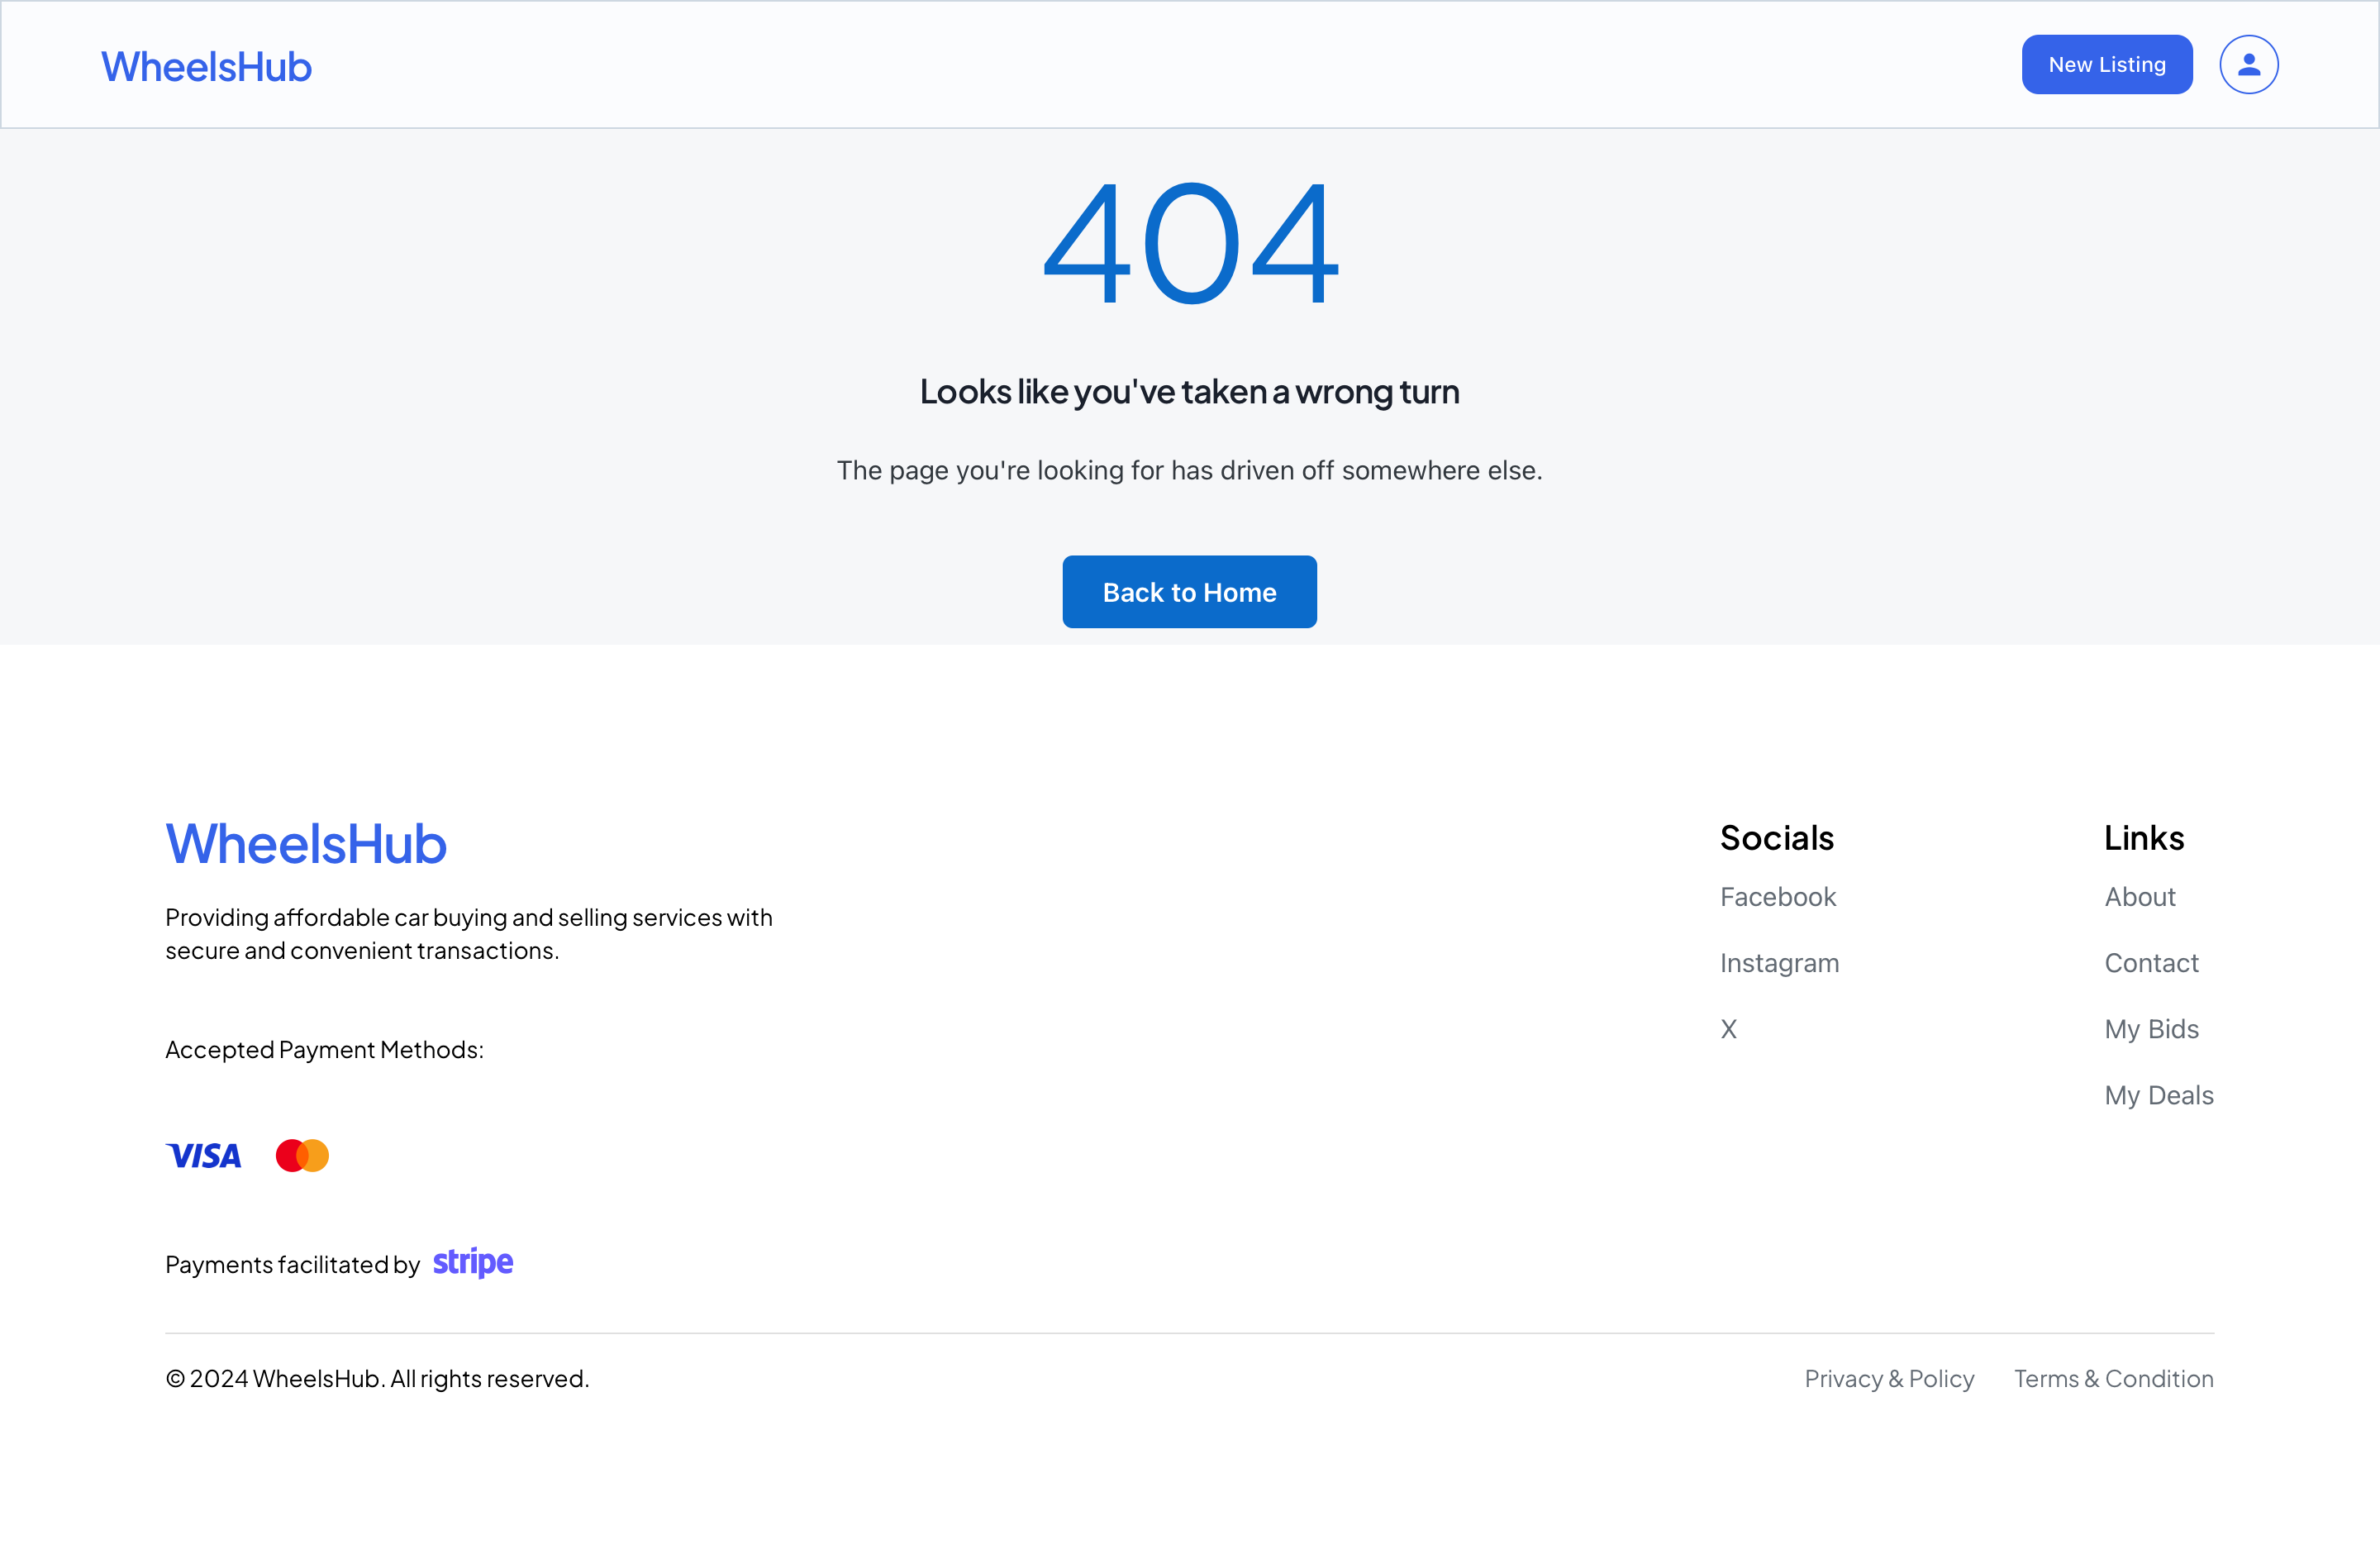 WheelsHub
New Listing
404
Looks like you've taken a wrong turn
The page you're looking for has driven off somewhere else.
Back to Home
WheelsHub
Providing affordable car buying and selling services with
secure and convenient transactions.
Accepted Payment Methods:
VISA
Payments facilitated by stripe
Socials
Facebook
Instagram
X
Links
About
Contact
My Bids
My Deals
© 2024 WheelsHub. All rights reserved.
Privacy & Policy
Terms & Condition